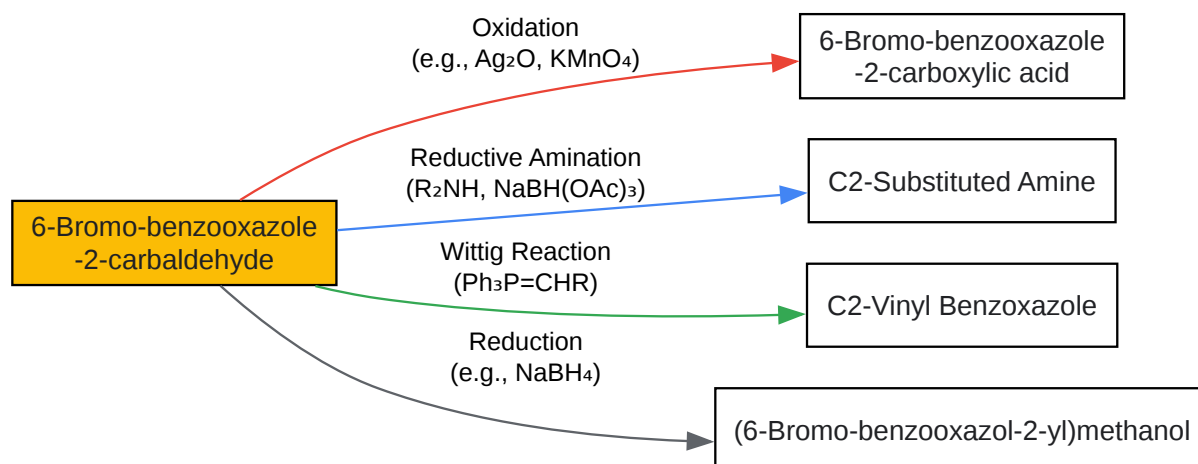 Oxidation
(e.g., Ag₂O, KMnO₄)
6-Bromo-benzooxazole
-2-carboxylic acid
Reductive Amination
(R₂NH, NaBH(OAc)₃)
C2-Substituted Amine
6-Bromo-benzooxazole
-2-carbaldehyde
Wittig Reaction
(Ph₃P=CHR)
C2-Vinyl Benzoxazole
Reduction
(e.g., NaBH₄)
(6-Bromo-benzooxazol-2-yl)methanol